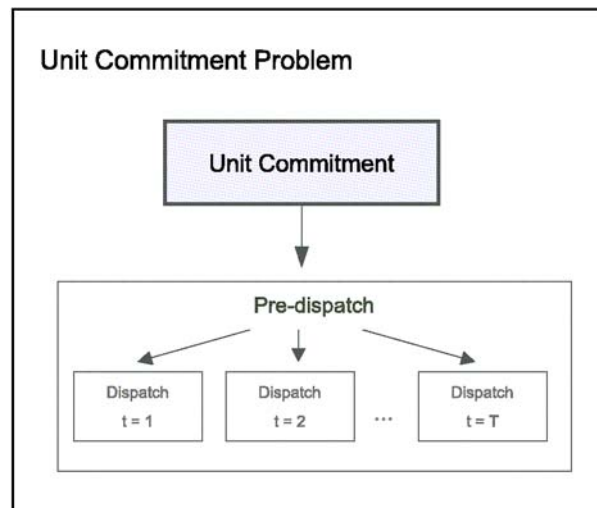 Unit Commitment Problem
Unit Commitment
Pre-dispatch
Dispatch
t = 1
Dispatch
t = 2
...
Dispatch
t = T